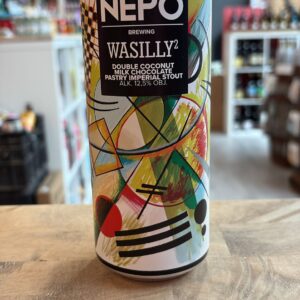 NEPO
BREWING
WASILLY²
DOUBLE COCONUT
MILK CHOCOLATE
PASTRY IMPERIAL STOUT
ALK. 12,5% OBJ.